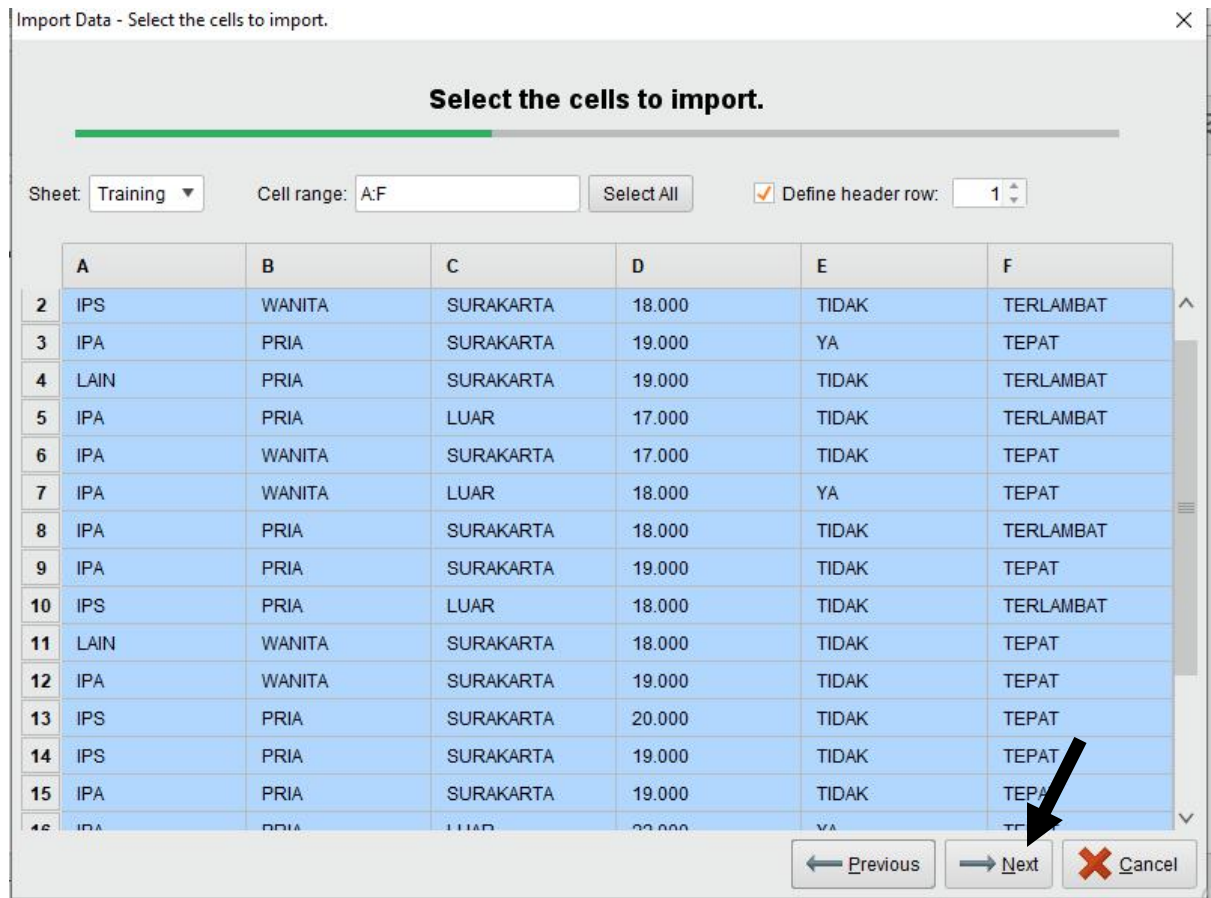 Import Data - Select the cells to import.
Select the cells to import.
Sheet: Training Cell range: A:F Select All Define header row: 1
A B C D E F
2 IPS WANITA SURAKARTA 18.000 TIDAK TERLAMBAT
3 IPA PRIA SURAKARTA 19.000 YA TEPAT
4 LAIN PRIA SURAKARTA 19.000 TIDAK TERLAMBAT
5 IPA PRIA LUAR 17.000 TIDAK TERLAMBAT
6 IPA WANITA SURAKARTA 17.000 TIDAK TEPAT
7 IPA WANITA LUAR 18.000 YA TEPAT
8 IPA PRIA SURAKARTA 18.000 TIDAK TERLAMBAT
9 IPA PRIA SURAKARTA 19.000 TIDAK TEPAT
10 IPS PRIA LUAR 18.000 TIDAK TERLAMBAT
11 LAIN WANITA SURAKARTA 18.000 TIDAK TEPAT
12 IPA WANITA SURAKARTA 19.000 TIDAK TEPAT
13 IPS PRIA SURAKARTA 20.000 TIDAK TEPAT
14 IPS PRIA SURAKARTA 19.000 TIDAK TEPAT
15 IPA PRIA SURAKARTA 19.000 TIDAK
16 IPA PRIA LUAR YA
Previous Next Cancel